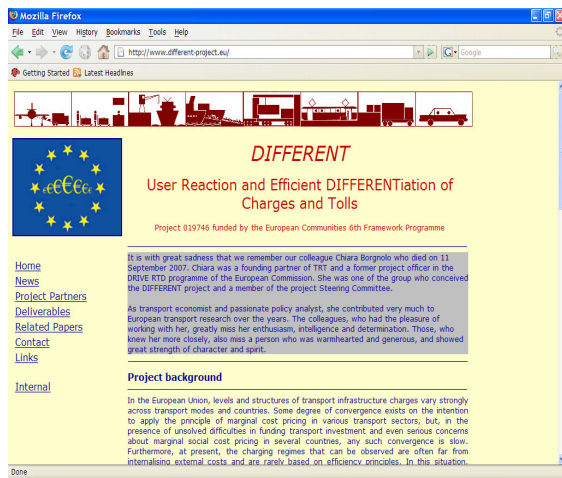 Mozilla Firefox
File Edit View History Bookmarks Tools Help
http://www.different-project.eu/
Google
Getting Started Latest Headlines
DIFFERENT
User Reaction and Efficient DIFFERENTiation of
Charges and Tolls
Project 019746 funded by the European Communities 6th Framework Programme
Home
News
Project Partners
Deliverables
Related Papers
Contact
Links
Internal
It is with great sadness that we remember our colleague Chiara Borgnolo who died on 11
September 2007. Chiara was a founding partner of TRT and a former project officer in the
DRIVE RTD programme of the European Commission. She was one of the group who conceived
the DIFFERENT project and a member of the project Steering Committee.
As transport economist and passionate policy analyst, she contributed very much to
European transport research over the years. The colleagues, who had the pleasure of
working with her, greatly miss her enthusiasm, intelligence and determination. Those, who
knew her more closely, also miss a person who was warmhearted and generous, and showed
great strength of character and spirit.
Project background
In the European Union, levels and structures of transport infrastructure charges vary strongly
across transport modes and countries. Some degree of convergence exists on the intention
to apply the principle of marginal cost pricing in various transport sectors, but, in the
presence of unsolved difficulties in funding transport investment and even serious concerns
about marginal social cost pricing in several countries, any such convergence is slow.
Furthermore, at present, the charging regimes that can be observed are often far from
internalising external costs and are rarely based on efficiency principles. In this situation,
Done